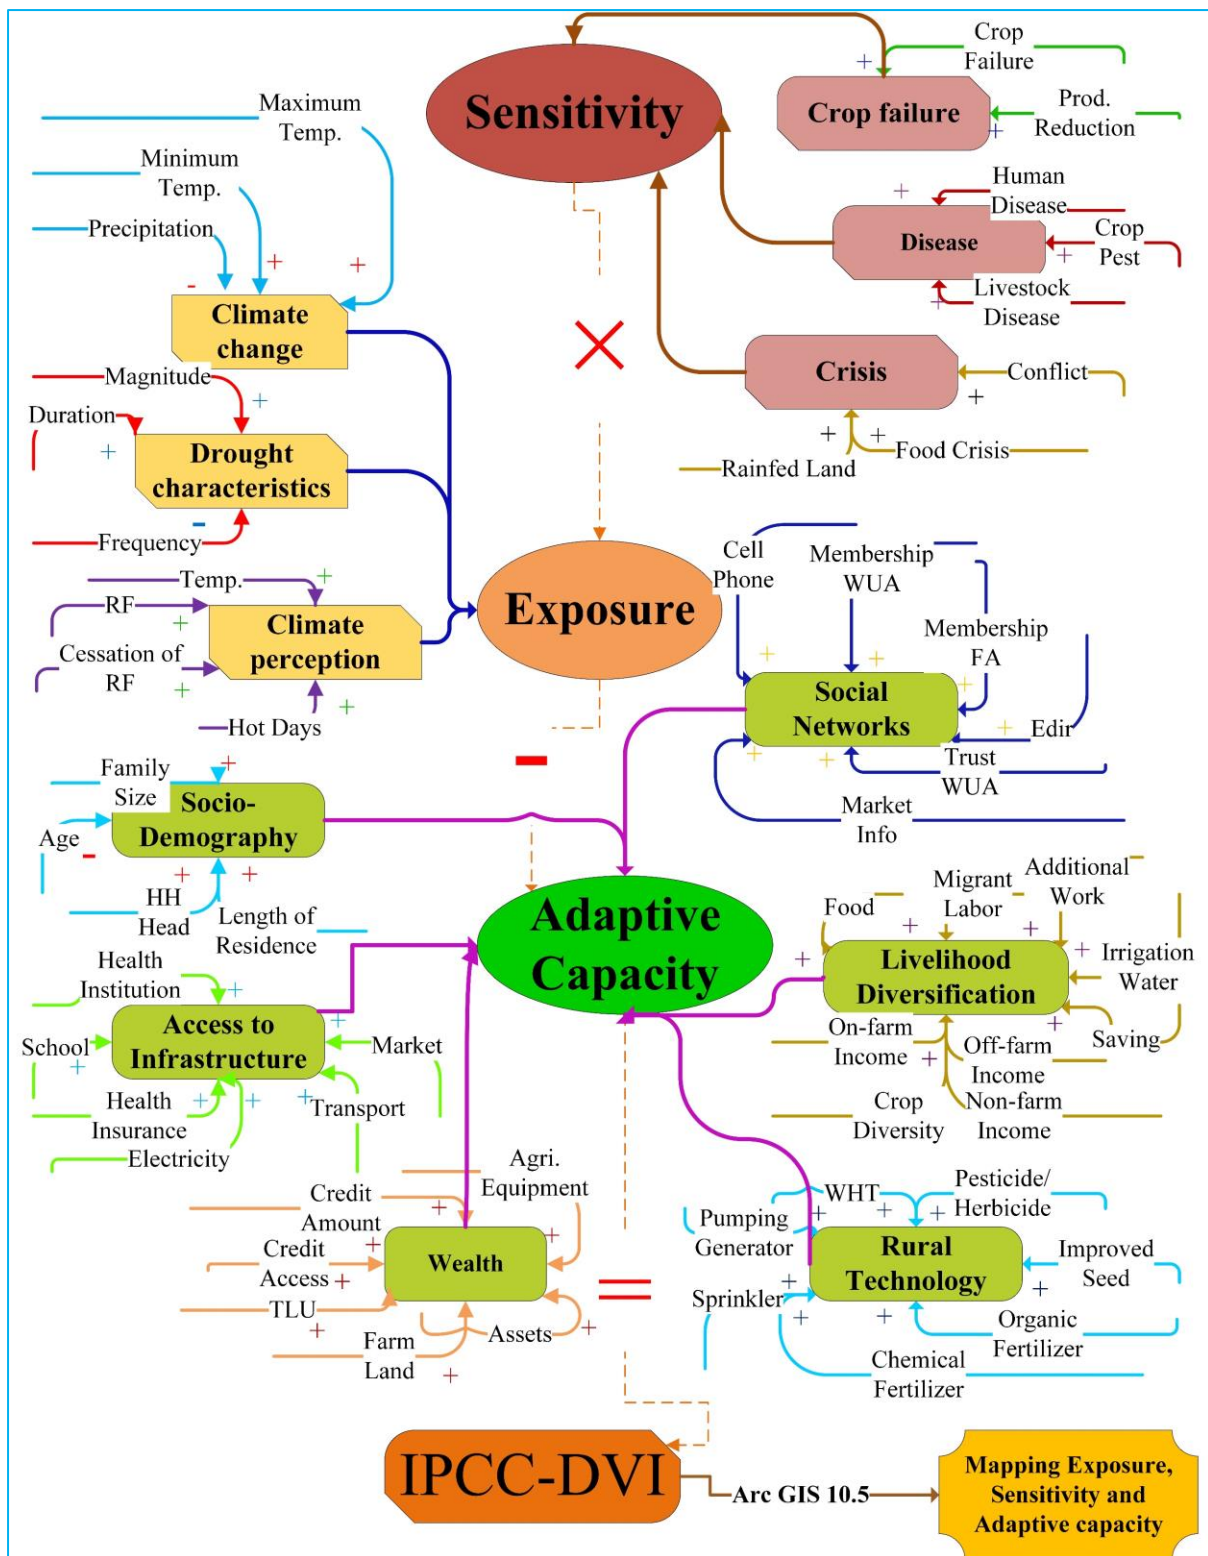 Sensitivity
Crop
Failure
Crop failure
Prod.
Reduction
Human
Disease
Disease
Crop
Pest
Livestock
Disease
Crisis
Conflict
Food Crisis
Rainfed Land
Maximum
Temp.
Minimum
Temp.
Precipitation
Climate
change
Magnitude
Duration
Drought
characteristics
Frequency
Temp.
RF
Climate
perception
Cessation of
RF
Hot Days
Exposure
Cell
Phone
Membership
WUA
Membership
FA
Social
Networks
Edir
Trust
WUA
Market
Info
Family
Size
Socio-
Demography
Age
HH
Head
Length of
Residence
Adaptive
Capacity
Food
Migrant
Labor
Additional
Work
Livelihood
Diversification
Irrigation
Water
Saving
On-farm
Income
Off-farm
Income
Crop
Diversity
Non-farm
Income
Health
Institution
Access to
Infrastructure
School
Market
Health
Insurance
Transport
Electricity
Agri.
Equipment
Credit
Amount
Wealth
Credit
Access
TLU
Farm
Land
Assets
WHT
Pesticide/
Herbicide
Pumping
Generator
Rural
Technology
Improved
Seed
Sprinkler
Organic
Fertilizer
Chemical
Fertilizer
IPCC-DVI
Arc GIS 10.5
Mapping Exposure,
Sensitivity and
Adaptive capacity